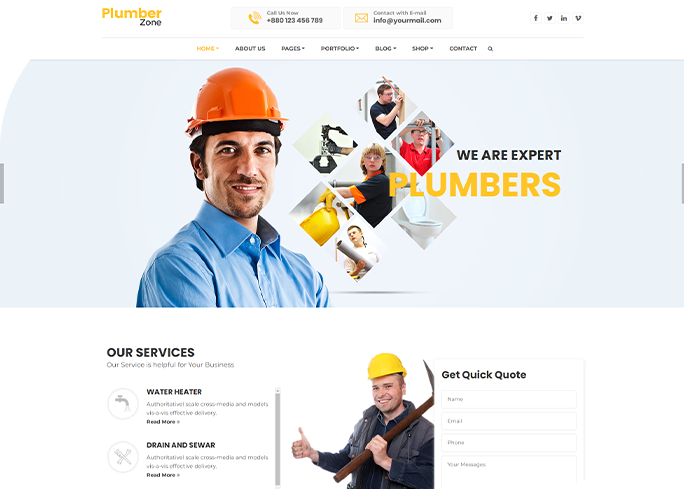 Plumber
Zone
Call Us Now
+880 123 456 789
Contact with E-mail
info@yourmail.com
HOME
ABOUT US
PAGES
PORTFOLIO
BLOG
SHOP
CONTACT
WE ARE EXPERT
PLUMBERS
OUR SERVICES
Our Service is helpful for Your Business
WATER HEATER
Authoritativel scale cross-media and models
vis-a-vis effective delivery.
Read More »
DRAIN AND SEWAR
Authoritativel scale cross-media and models
vis-a-vis effective delivery.
Read More »
Get Quick Quote
Name
Email
Phone
Your Messages